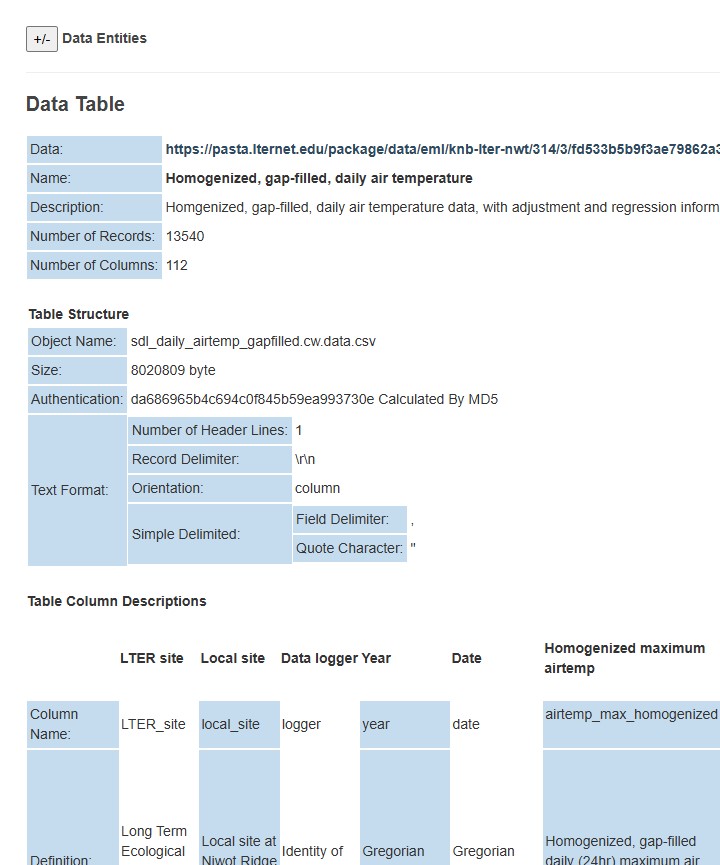 +/- Data Entities
Data Table
Data: https://pasta.lternet.edu/package/data/eml/knb-lter-nwt/314/3/fd533b5b9f3ae79862a3
Name: Homogenized, gap-filled, daily air temperature
Description: Homgenized, gap-filled, daily air temperature data, with adjustment and regression inform
Number of Records: 13540
Number of Columns: 112
Table Structure
Object Name: sdl_daily_airtemp_gapfilled.cw.data.csv
Size: 8020809 byte
Authentication: da686965b4c694c0f845b59ea993730e Calculated By MD5
Text Format:
Number of Header Lines: 1
Record Delimiter: \r\n
Orientation: column
Simple Delimited:
Field Delimiter: ,
Quote Character: "
Table Column Descriptions
LTER site Local site Data logger Year Date Homogenized maximum
airtemp
Column
Name: LTER_site local_site logger year date airtemp_max_homogenized
Long Term
Ecological Local site at Identity of Gregorian Gregorian Homogenized, gap-filled
Definition: Niwot Ridge daily (24hr) maximum air